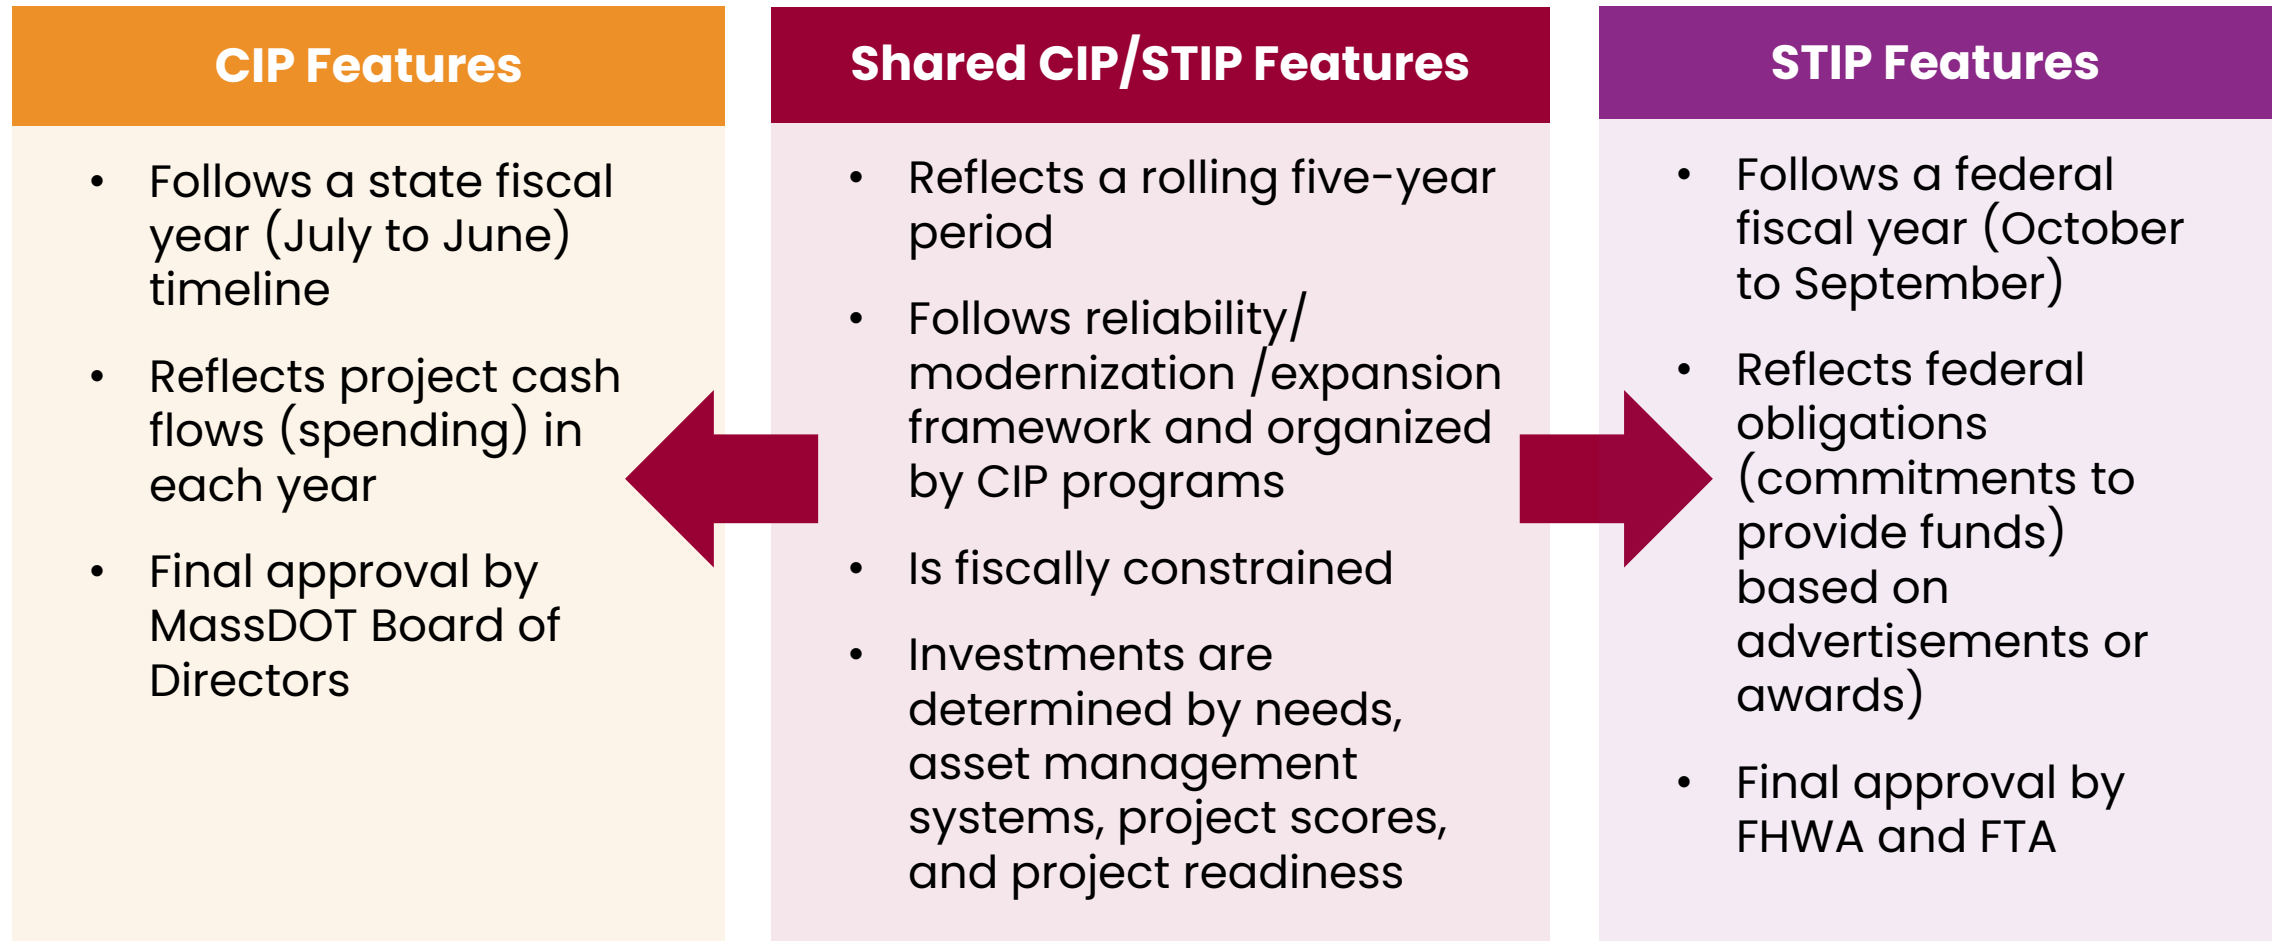 CIP Features
• Follows a state fiscal
year (July to June)
timeline
• Reflects project cash
flows (spending) in
each year
• Final approval by
MassDOT Board of
Directors
Shared CIP/STIP Features
• Reflects a rolling five-year
period
• Follows reliability/
modernization /expansion
framework and organized
by CIP programs
• Is fiscally constrained
• Investments are
determined by needs,
asset management
systems, project scores,
and project readiness
STIP Features
• Follows a federal
fiscal year (October
to September)
• Reflects federal
obligations
(commitments to
provide funds)
based on
advertisements or
awards)
• Final approval by
FHWA and FTA